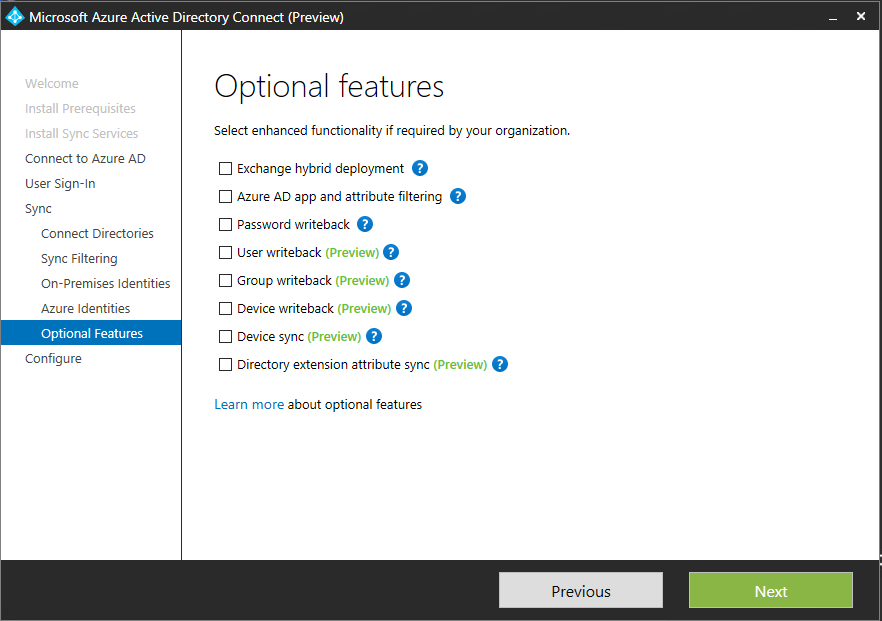 Microsoft Azure Active Directory Connect (Preview)
Welcome
Install Prerequisites
Install Sync Services
Connect to Azure AD
User Sign-In
Sync
Connect Directories
Sync Filtering
On-Premises Identities
Azure Identities
Optional Features
Configure
Optional features
Select enhanced functionality if required by your organization.
Exchange hybrid deployment ?
Azure AD app and attribute filtering ?
Password writeback ?
User writeback (Preview) ?
Group writeback (Preview) ?
Device writeback (Preview) ?
Device sync (Preview) ?
Directory extension attribute sync (Preview) ?
Learn more about optional features
Previous
Next